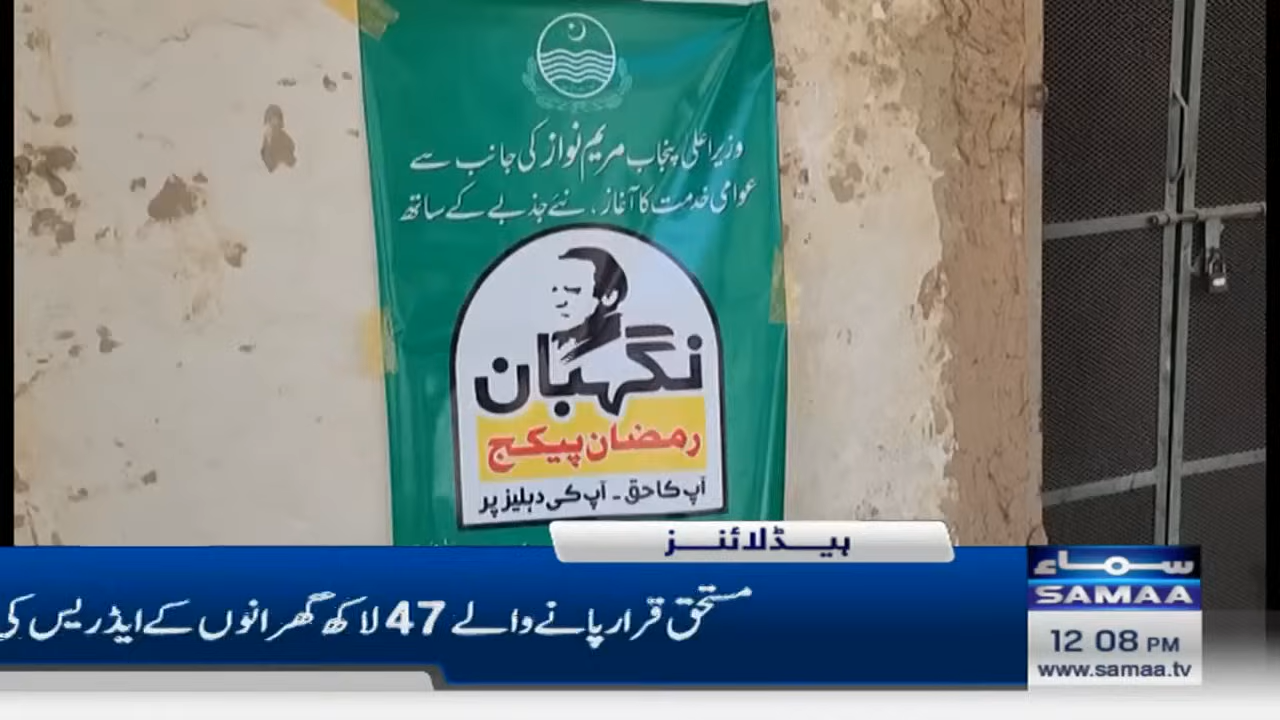 وزیراعلیٰ پنجاب مریم نواز کی جانب سے
عوامی خدمت کا آغاز، نئے جذبے کے ساتھ
نگہبان
رمضان پیکج
آپ کا حق - آپ کی دہلیز پر
ہیڈلائنز
مستحق قرار پانے والے 47 لاکھ گھرانوں کے ایڈریس کی
سماء
SAMAA
12 08 PM
www.samaa.tv